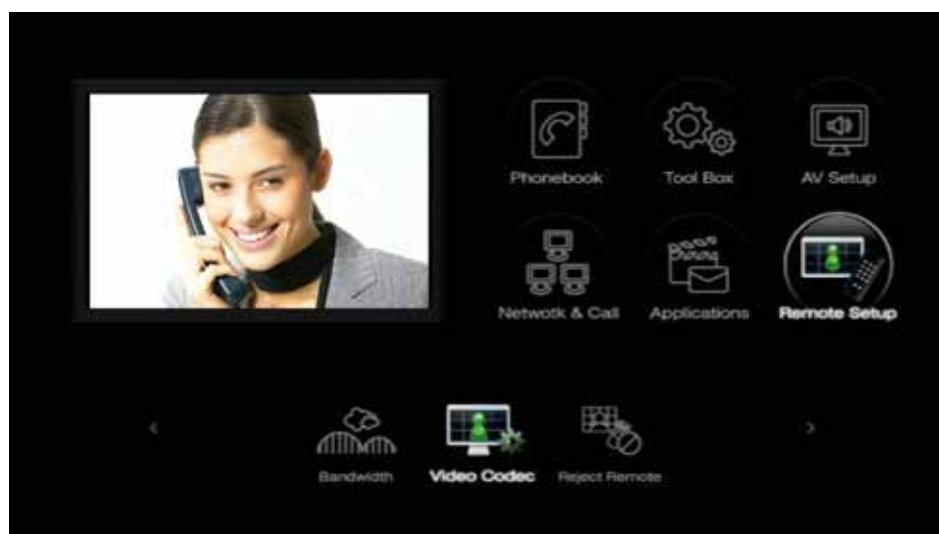 Phonebook
Tool Box
AV Setup
Netwotk & Call
Applications
Remote Setup
Bandwidth
Video Codec
Reject Remote